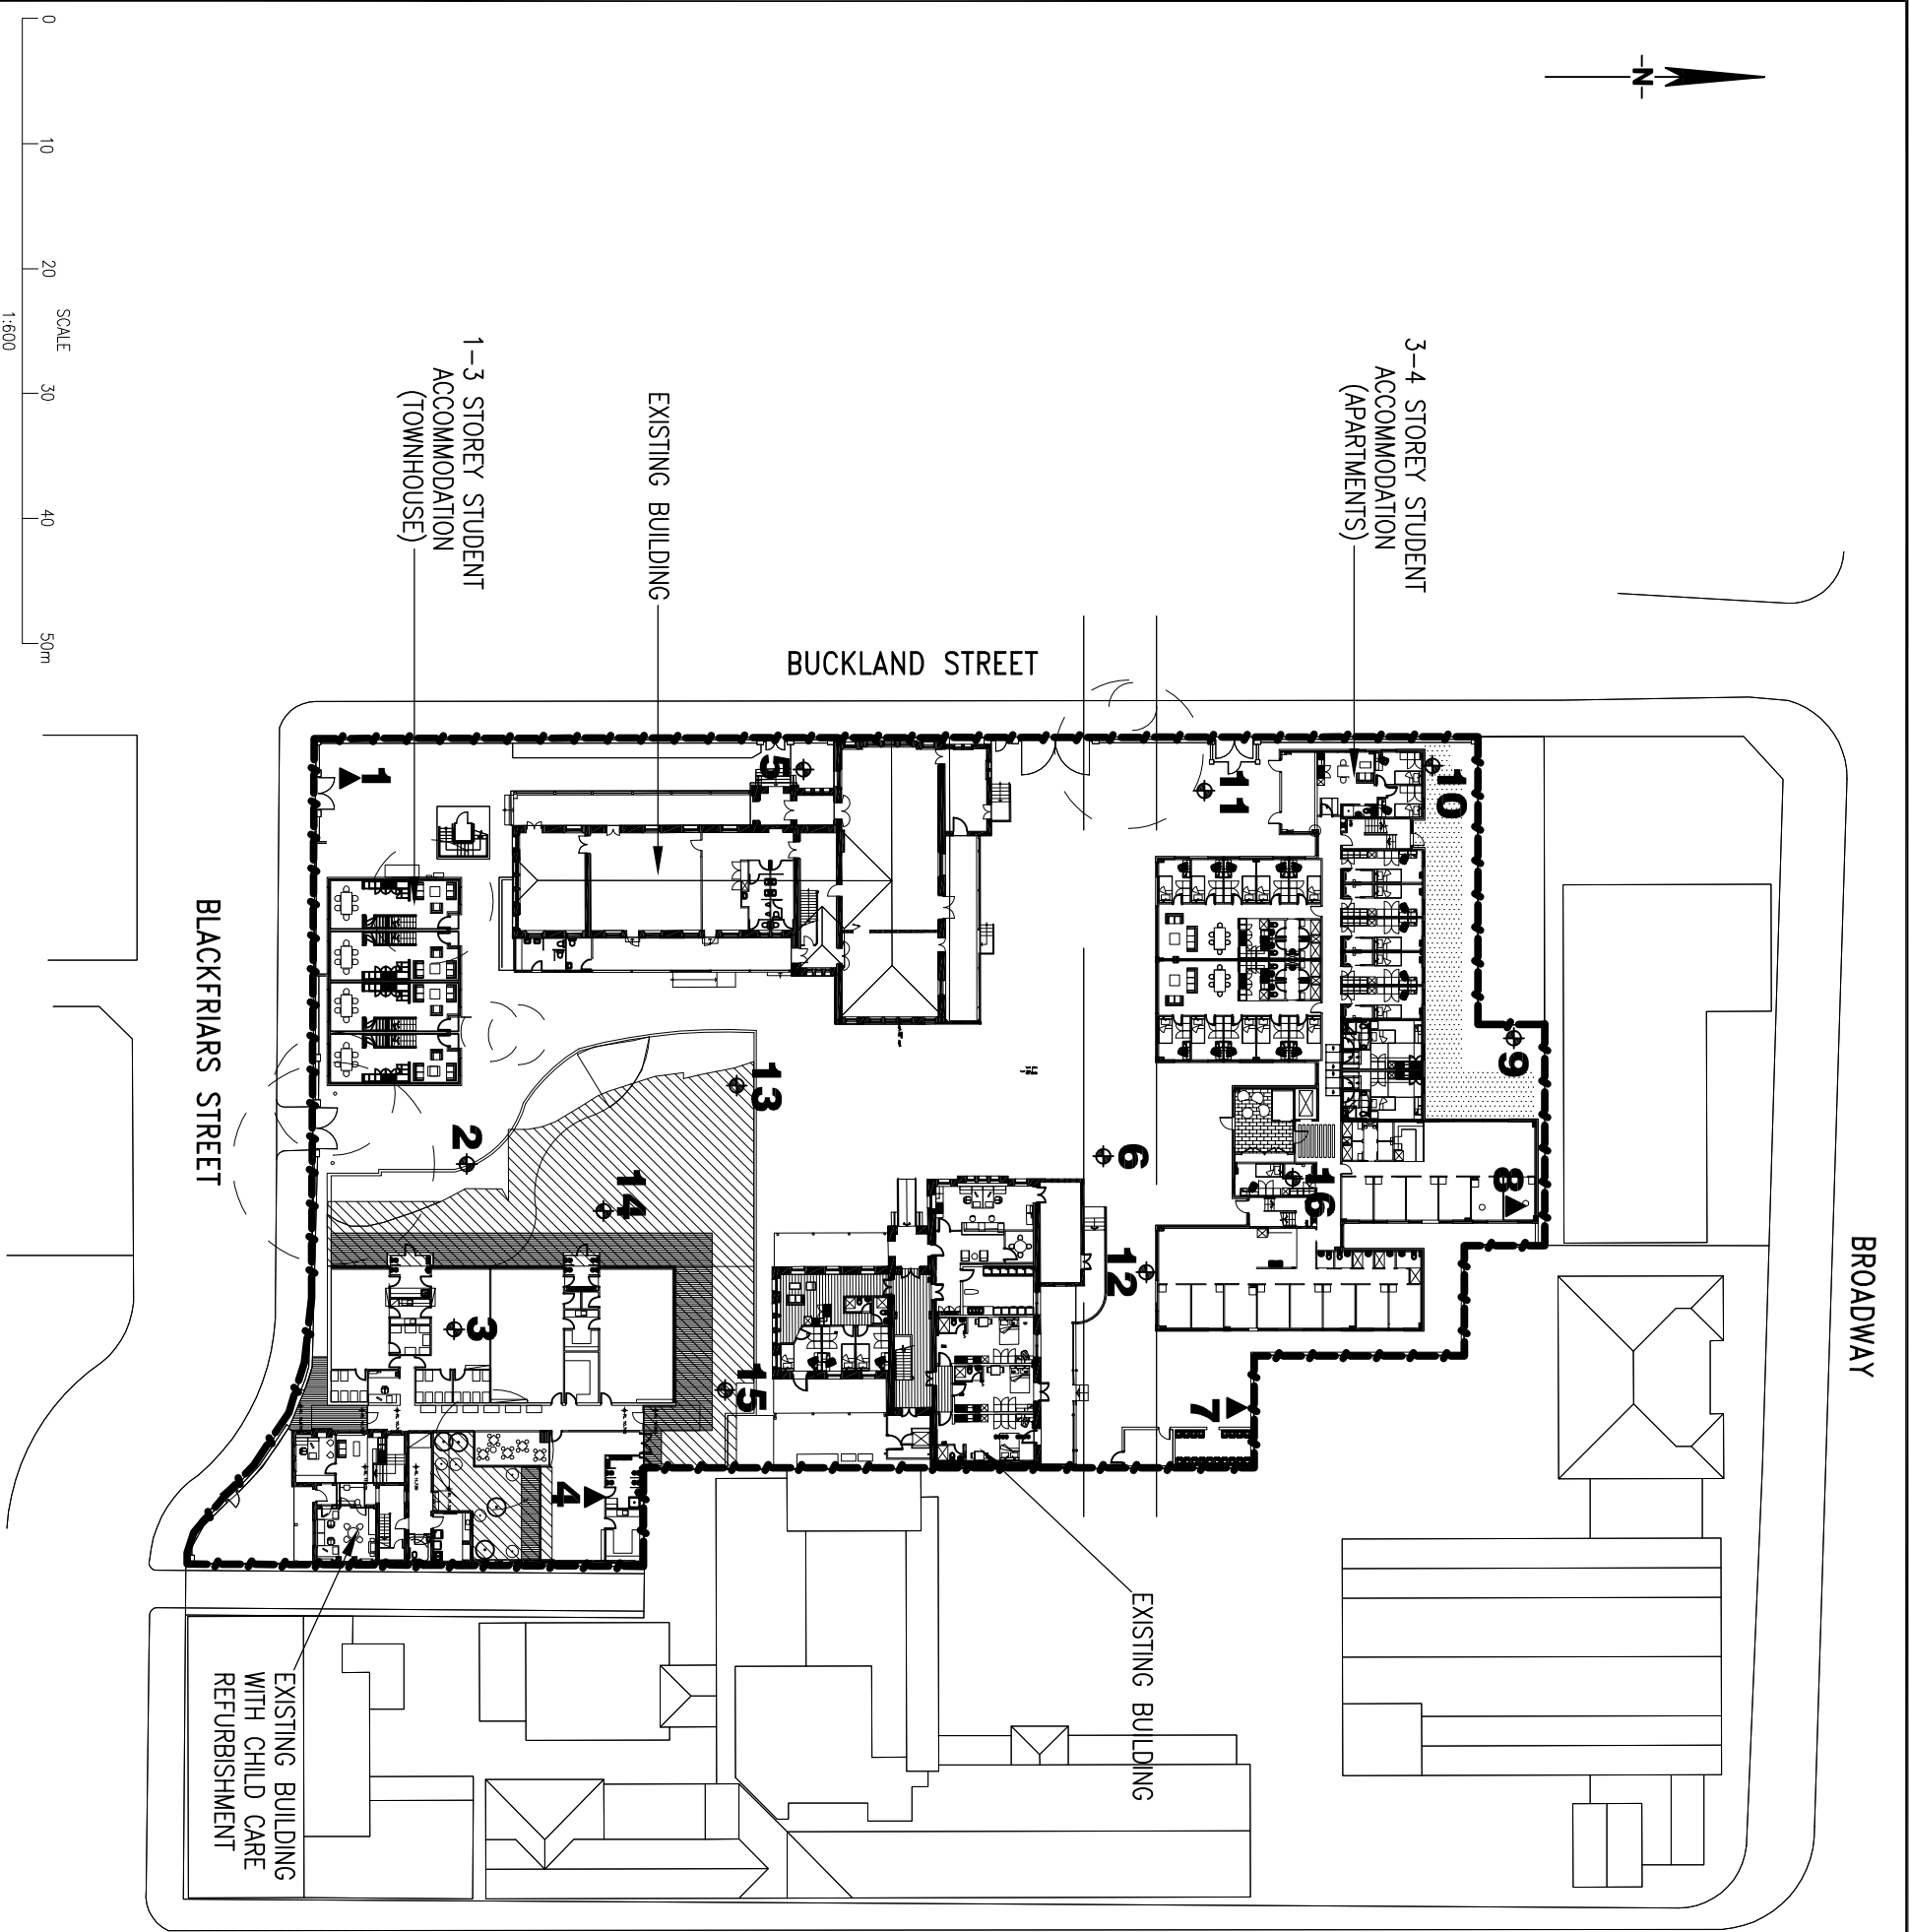 BROADWAY
-N-
3-4 STOREY STUDENT
ACCOMMODATION
(APARTMENTS)
10
9
8
11
16
7
6
12
BUCKLAND STREET
EXISTING BUILDING
5
EXISTING BUILDING
13
14
15
1-3 STOREY STUDENT
ACCOMMODATION
(TOWNHOUSE)
1
2
3
4
BLACKFRIARS STREET
EXISTING BUILDING
WITH CHILD CARE
REFURBISHMENT
SCALE
0
10
20
30
40
50m
1:600